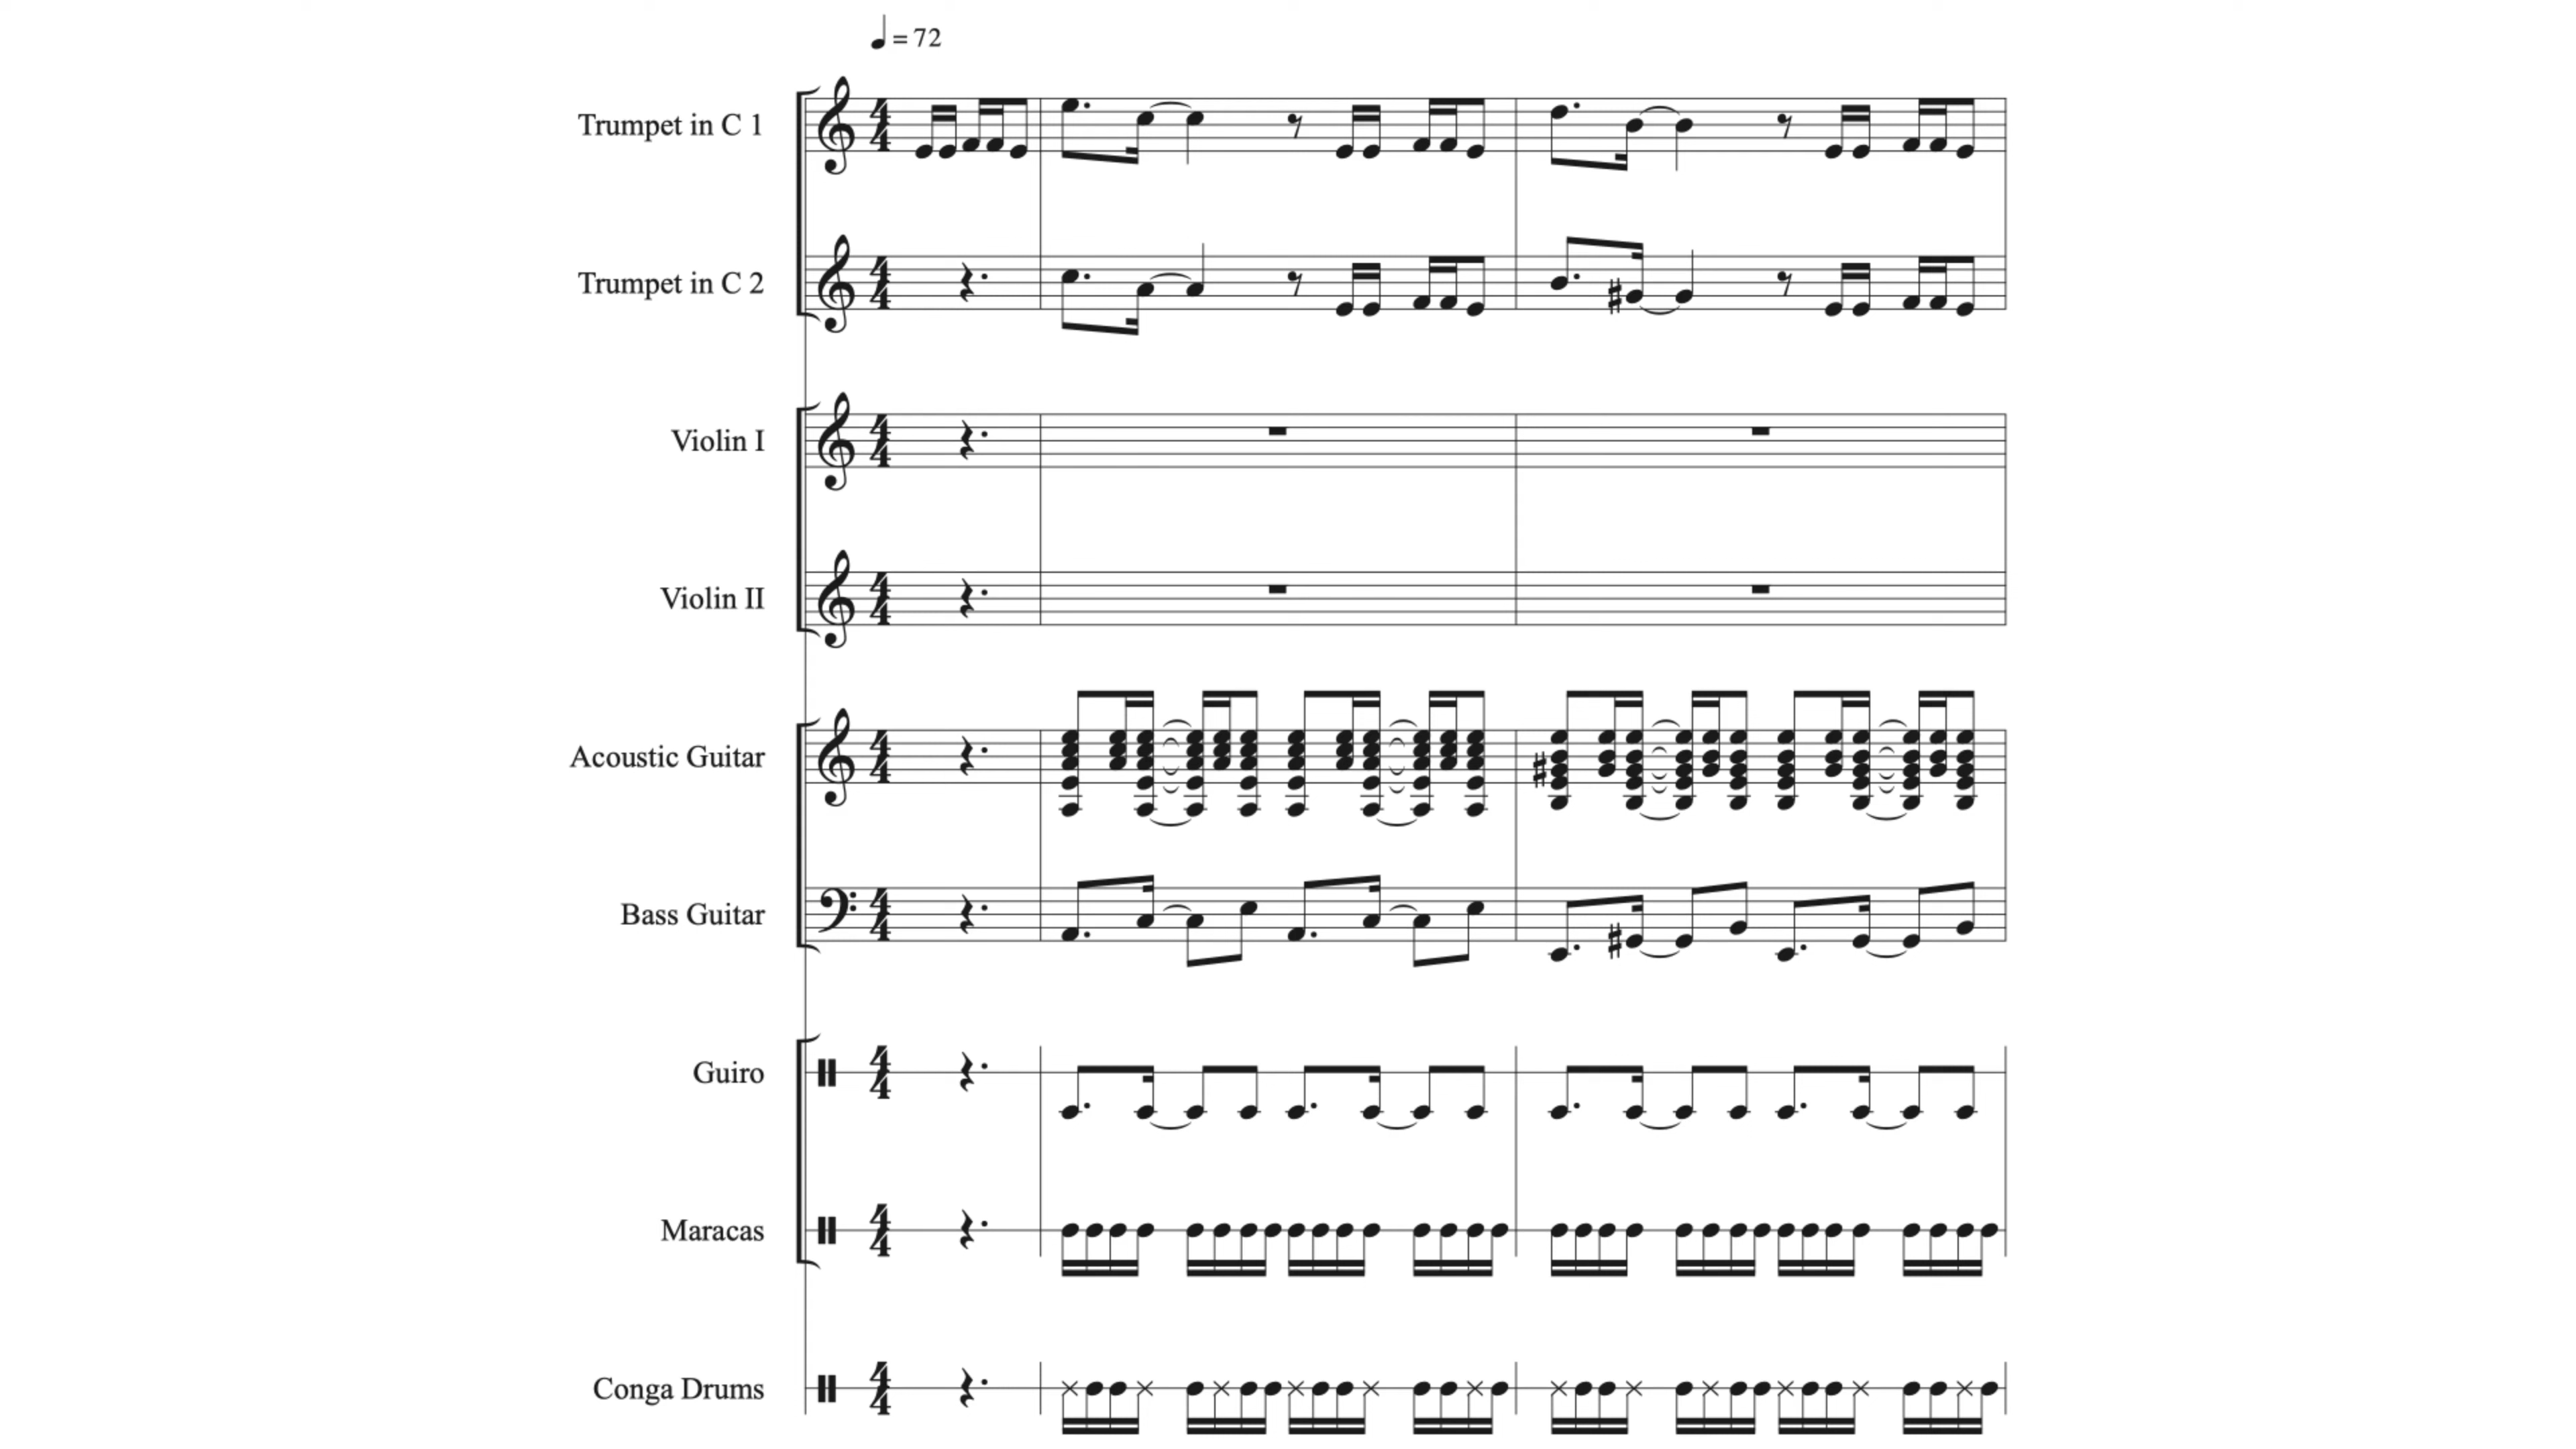 ♩ = 72
Trumpet in C 1
Trumpet in C 2
Violin I
Violin II
Acoustic Guitar
Bass Guitar
Guiro
Maracas
Conga Drums